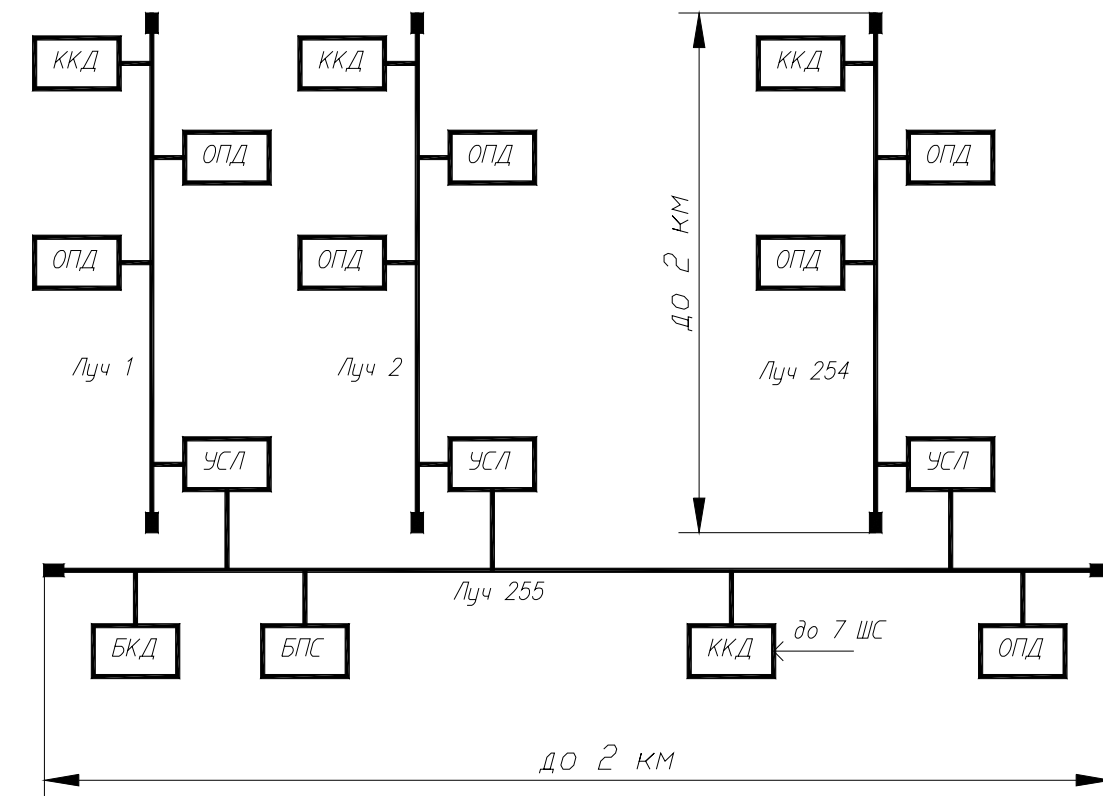 ККД
ККД
ККД
ОПД
ОПД
ОПД
ОПД
ОПД
ОПД
до 2 км
Луч 1
Луч 2
Луч 254
УСЛ
УСЛ
УСЛ
Луч 255
БКД
БПС
ККД
до 7 ШС
ОПД
до 2 км